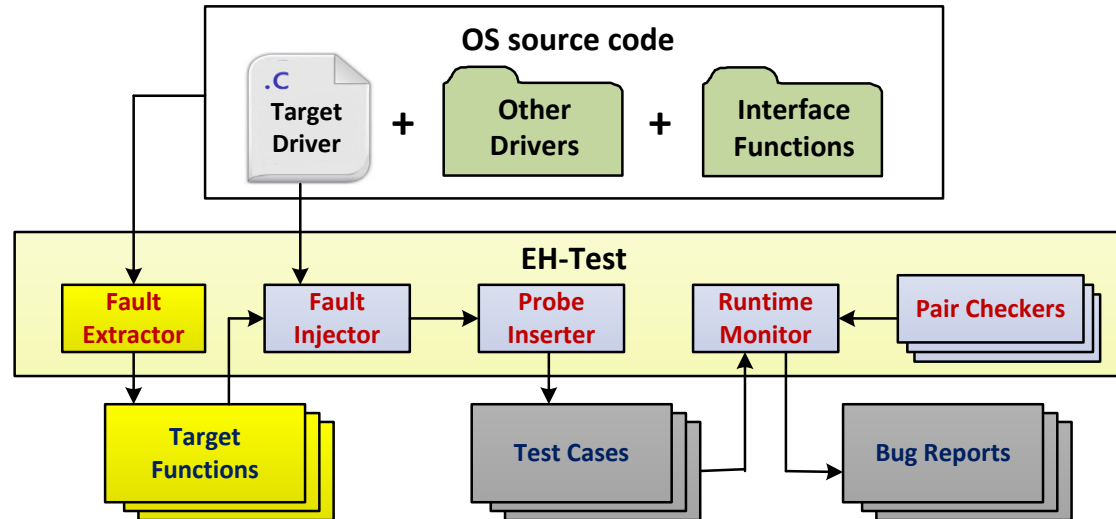 OS source code
.C
Target
Driver
+
Other
Drivers
+
Interface
Functions
EH-Test
Fault
Extractor
Fault
Injector
Probe
Inserter
Runtime
Monitor
Pair Checkers
Target
Functions
Test Cases
Bug Reports